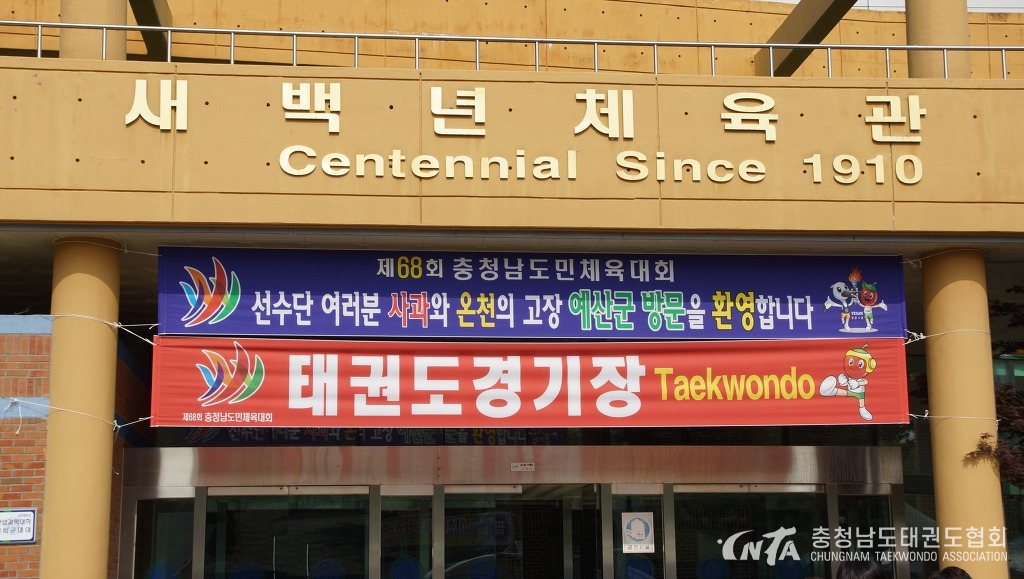 새백년체육관
Centennial Since 1910
제68회 충청남도민체육대회
선수단 여러분 사과와 온천의 고장 예산군 방문을 환영합니다
태권도경기장 Taekwondo
제68회 충청남도민체육대회
CNTA 충청남도태권도협회
CHUNGNAM TAEKWONDO ASSOCIATION